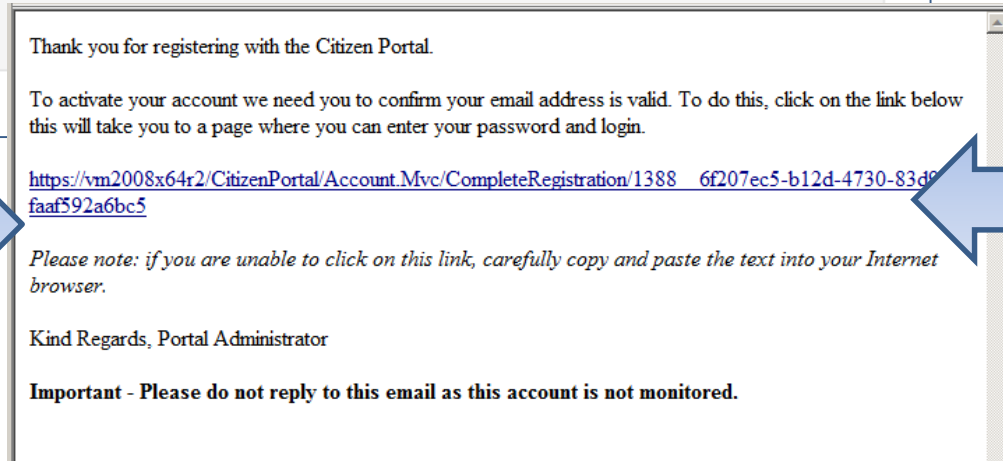 Thank you for registering with the Citizen Portal.
To activate your account we need you to confirm your email address is valid. To do this, click on the link below
this will take you to a page where you can enter your password and login.
https://vm2008x64r2/CitizenPortal/Account.Mvc/CompleteRegistration/1388__6f207ec5-b12d-4730-83d
faaf592a6bc5
Please note: if you are unable to click on this link, carefully copy and paste the text into your Internet
browser.
Kind Regards, Portal Administrator
Important - Please do not reply to this email as this account is not monitored.